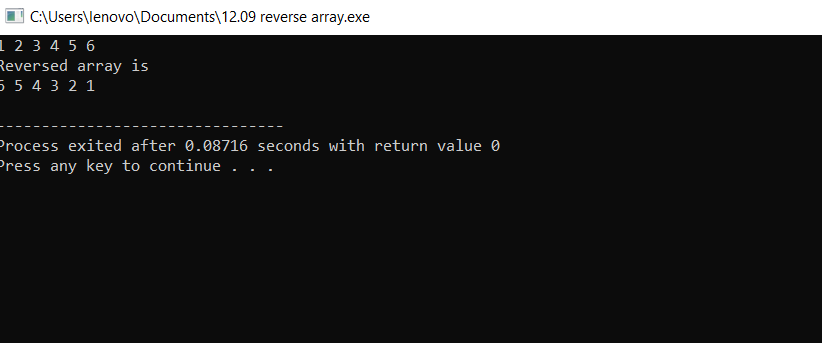 C:\Users\lenovo\Documents\12.09 reverse array.exe
1 2 3 4 5 6
Reversed array is
6 5 4 3 2 1
--------------------------------
Process exited after 0.08716 seconds with return value 0
Press any key to continue . . .